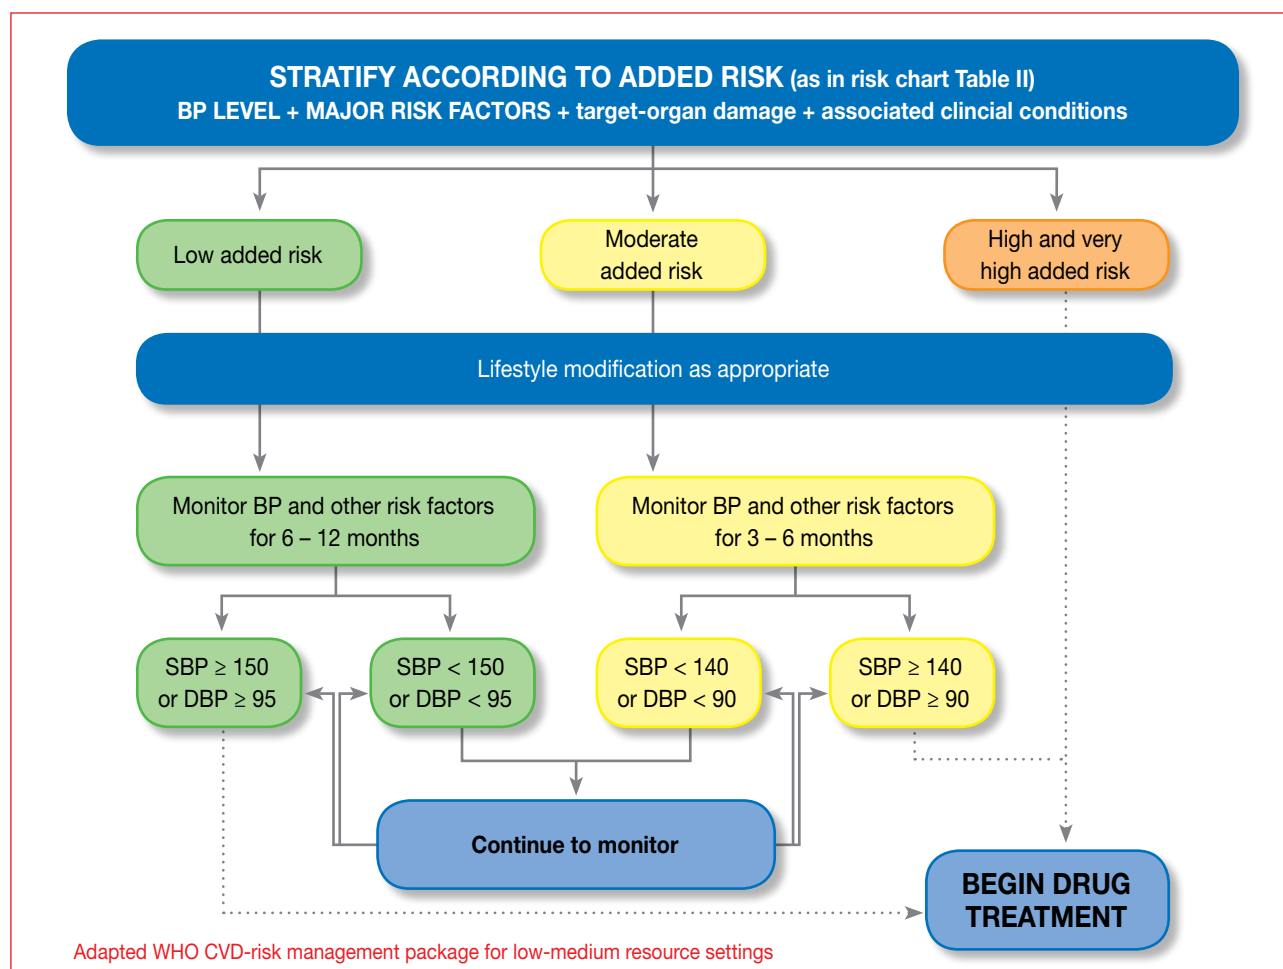 STRATIFY ACCORDING TO ADDED RISK (as in risk chart Table II)
BP LEVEL + MAJOR RISK FACTORS + target-organ damage + associated clincial conditions
Low added risk
Moderate
added risk
High and very
high added risk
Lifestyle modification as appropriate
Monitor BP and other risk factors
for 6 – 12 months
Monitor BP and other risk factors
for 3 – 6 months
SBP ≥ 150
or DBP ≥ 95
SBP < 150
or DBP < 95
SBP < 140
or DBP < 90
SBP ≥ 140
or DBP ≥ 90
Continue to monitor
BEGIN DRUG
TREATMENT
Adapted WHO CVD-risk management package for low-medium resource settings